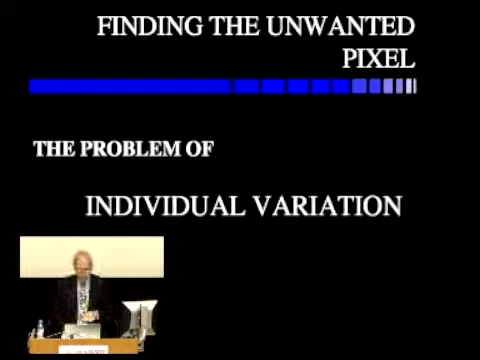 FINDING THE UNWANTED
PIXEL
THE PROBLEM OF
INDIVIDUAL VARIATION